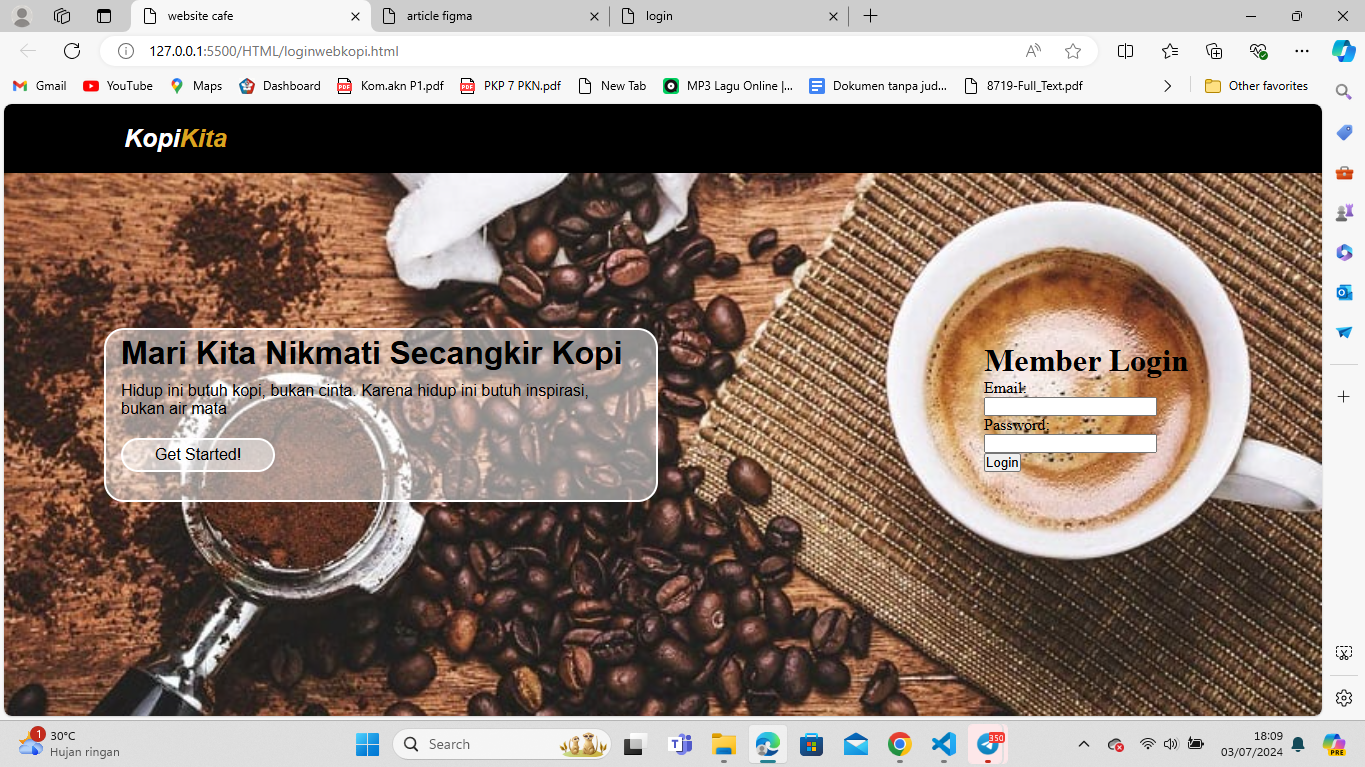 website cafe
article figma
login
127.0.0.1:5500/HTML/loginwebkopi.html
Gmail
YouTube
Maps
Dashboard
Kom.akn P1.pdf
PKP 7 PKN.pdf
New Tab
MP3 Lagu Online |...
Dokumen tanpa jud...
8719-Full_Text.pdf
Other favorites
KopiKita
Mari Kita Nikmati Secangkir Kopi
Hidup ini butuh kopi, bukan cinta. Karena hidup ini butuh inspirasi,
bukan air mata
Get Started!
Member Login
Email:
Password:
Login
1
30°C
Hujan ringan
Search
350
18:09
03/07/2024
PRE